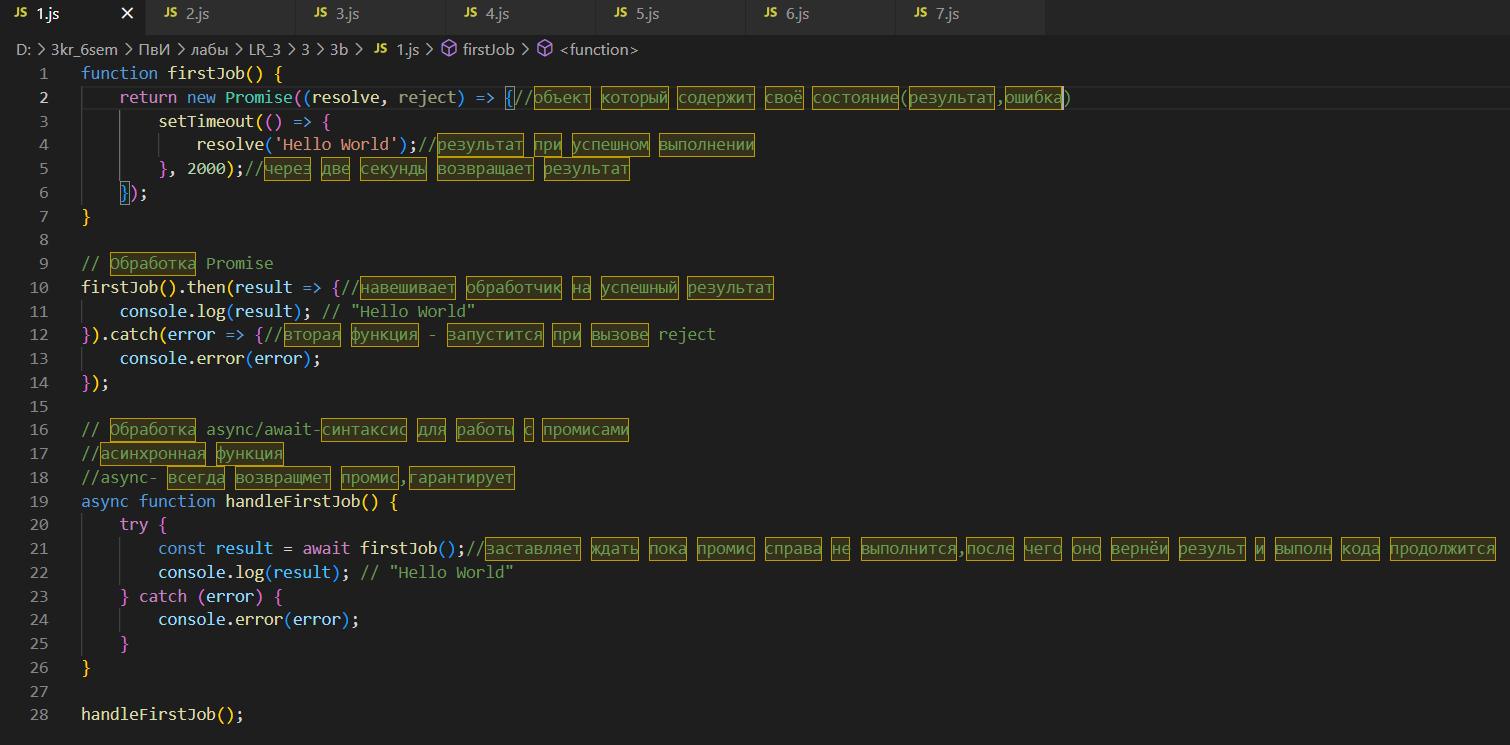 JS 1.js × JS 2.js JS 3.js JS 4.js JS 5.js JS 6.js JS 7.js
D: > 3kr_6sem > ПвИ > лабы > LR_3 > 3 > 3b > JS 1.js > firstJob > <function>
1 function firstJob() {
2 return new Promise((resolve, reject) => {//объект который содержит своё состояние(результат,ошибка)
3 setTimeout(() => {
4 resolve('Hello World');//результат при успешном выполнении
5 }, 2000);//через две секунды возвращает результат
6 });
7 }
8
9 // Обработка Promise
10 firstJob().then(result => {//навешивает обработчик на успешный результат
11 console.log(result); // "Hello World"
12 }).catch(error => {//вторая функция - запустится при вызове reject
13 console.error(error);
14 });
15
16 // Обработка async/await-синтаксис для работы с промисами
17 //асинхронная функция
18 //async- всегда возвращмет промис,гарантирует
19 async function handleFirstJob() {
20 try {
21 const result = await firstJob();//заставляет ждать пока промис справа не выполнится,после чего оно вернёи результ и выполн кода продолжится
22 console.log(result); // "Hello World"
23 } catch (error) {
24 console.error(error);
25 }
26 }
27
28 handleFirstJob();